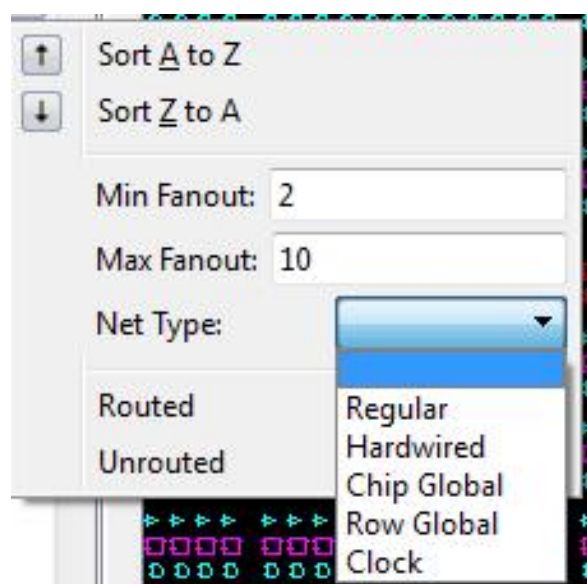 Sort A to Z
Sort Z to A
Min Fanout: 2
Max Fanout: 10
Net Type:
Routed
Unrouted
Regular
Hardwired
Chip Global
Row Global
Clock